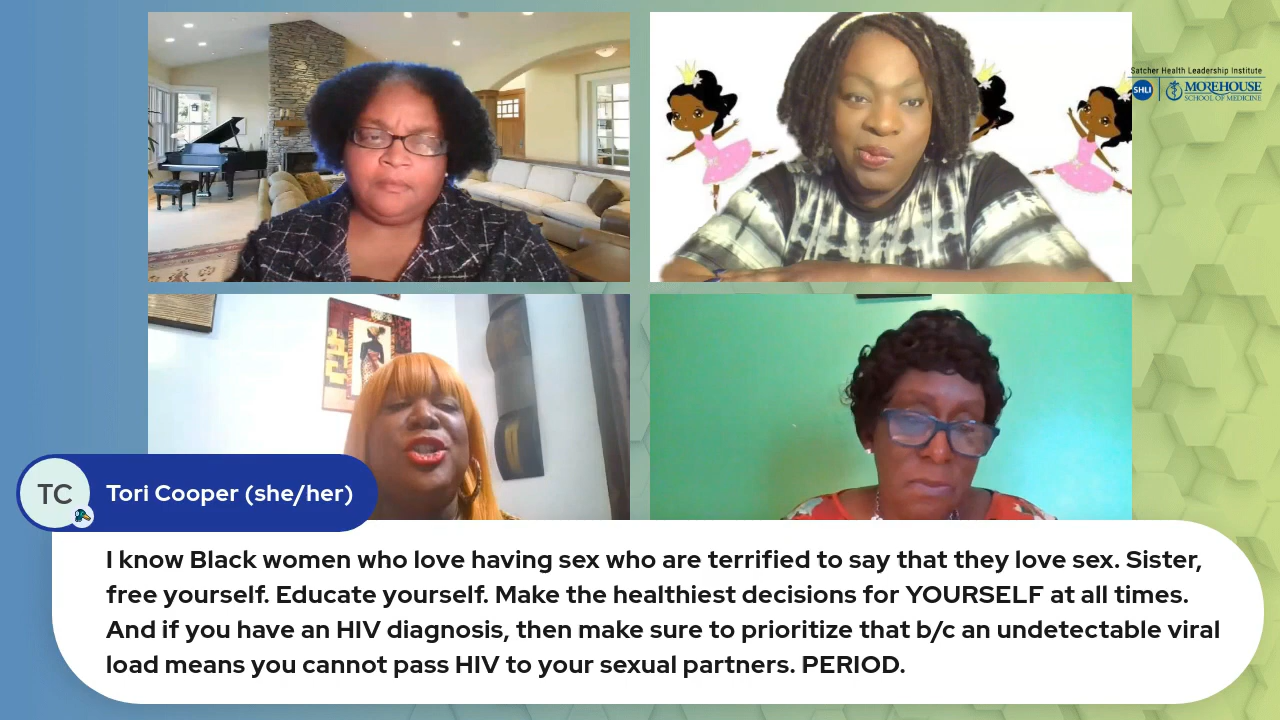 Satcher Health Leadership Institute
SHLI
MOREHOUSE
SCHOOL OF MEDICINE
TC
Tori Cooper (she/her)
I know Black women who love having sex who are terrified to say that they love sex. Sister,
free yourself. Educate yourself. Make the healthiest decisions for YOURSELF at all times.
And if you have an HIV diagnosis, then make sure to prioritize that b/c an undetectable viral
load means you cannot pass HIV to your sexual partners. PERIOD.